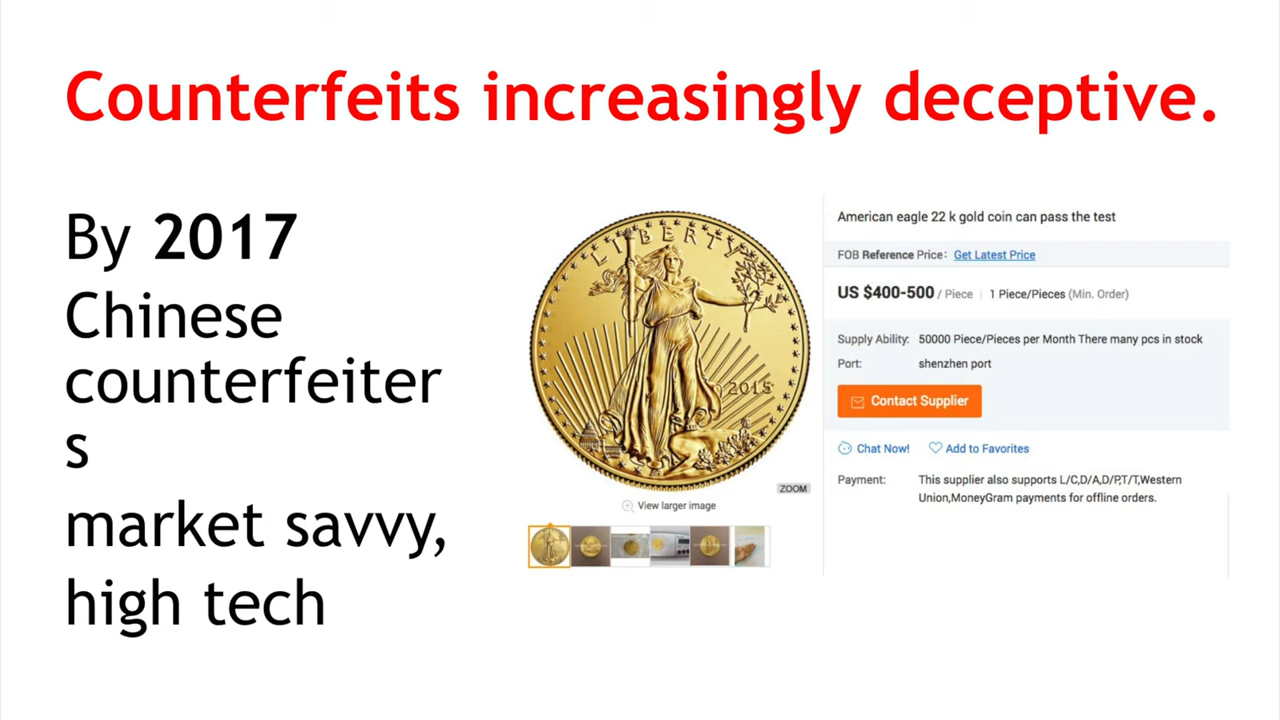 Counterfeits increasingly deceptive.
By 2017
Chinese
counterfeiter
s
market savvy,
high tech
LIBERTY
2015
ZOOM
View larger image
American eagle 22 k gold coin can pass the test
FOB Reference Price: Get Latest Price
US $400-500 / Piece | 1 Piece/Pieces (Min. Order)
Supply Ability: 50000 Piece/Pieces per Month There many pcs in stock
Port: shenzhen port
Contact Supplier
Chat Now! Add to Favorites
Payment: This supplier also supports L/C,D/A,D/P,T/T,Western
Union,MoneyGram payments for offline orders.